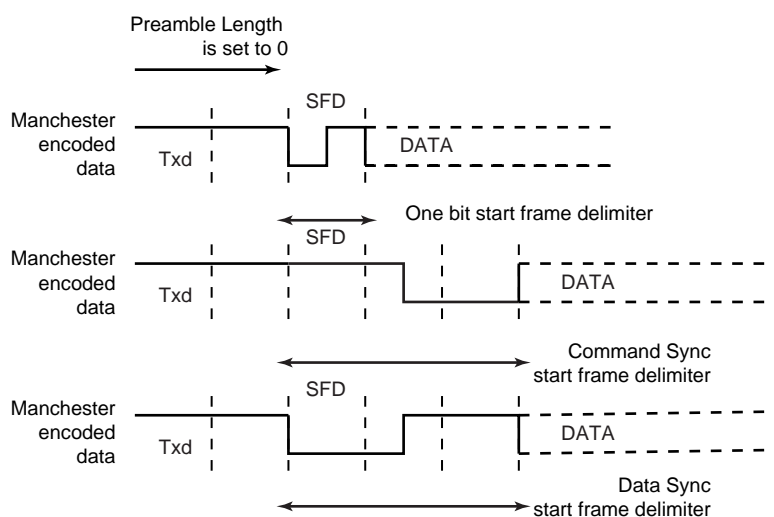 Preamble Length
is set to 0
SFD
Manchester
encoded
data
Txd
DATA
One bit start frame delimiter
SFD
Manchester
encoded
data
Txd
DATA
Command Sync
start frame delimiter
SFD
Manchester
encoded
data
Txd
DATA
Data Sync
start frame delimiter